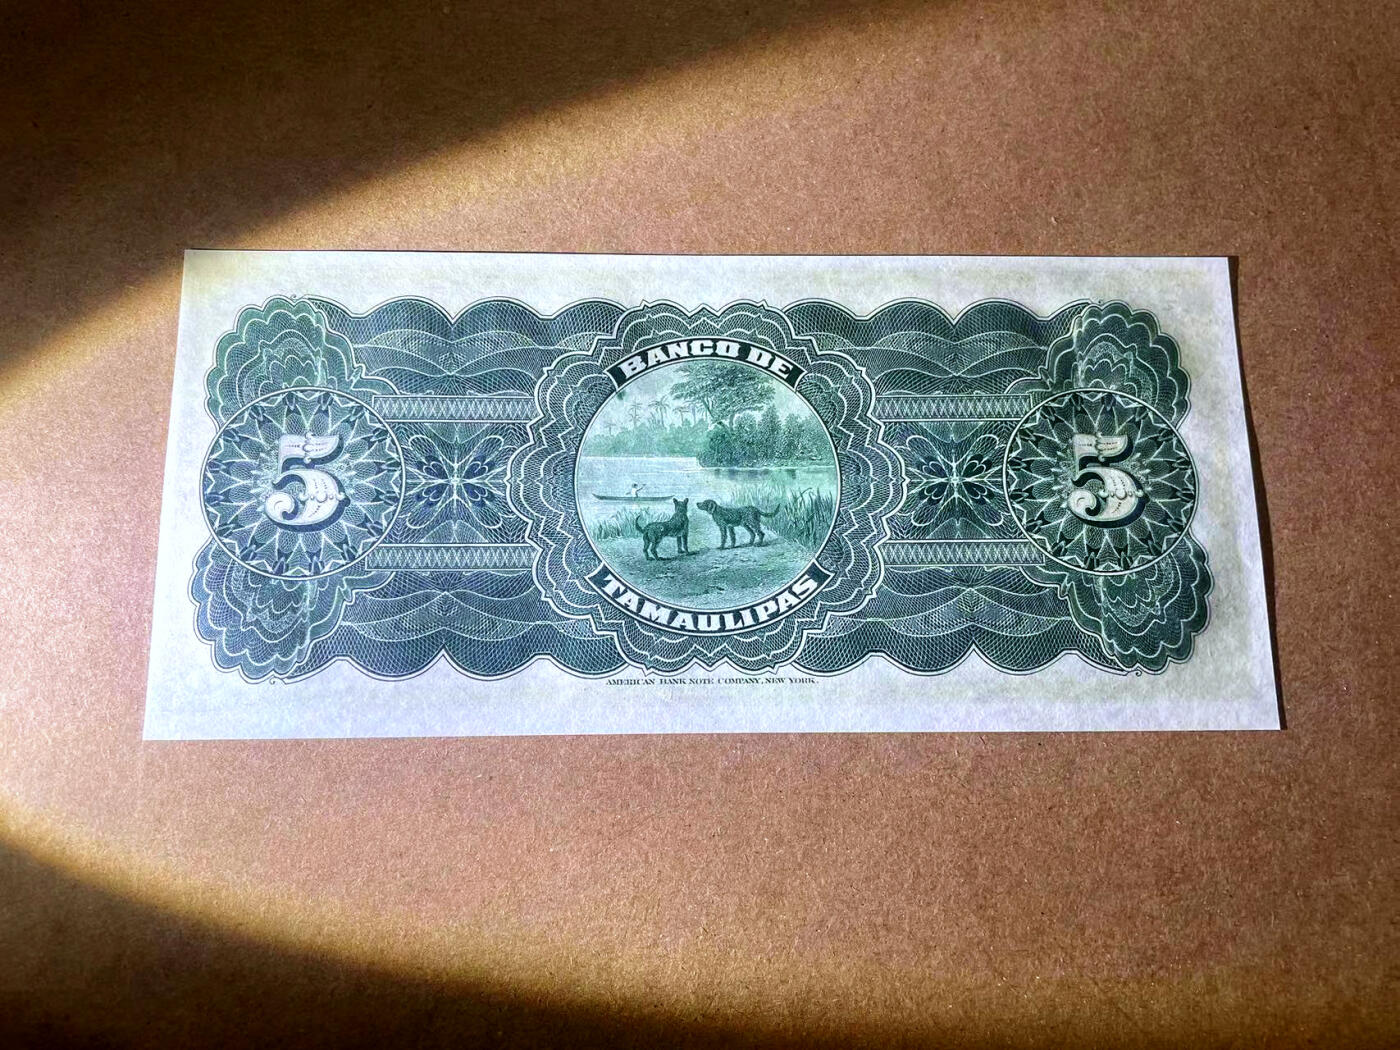 BANCO DE
5
5
TAMAULIPAS
AMERICAN BANK NOTE COMPANY, NEW YORK.